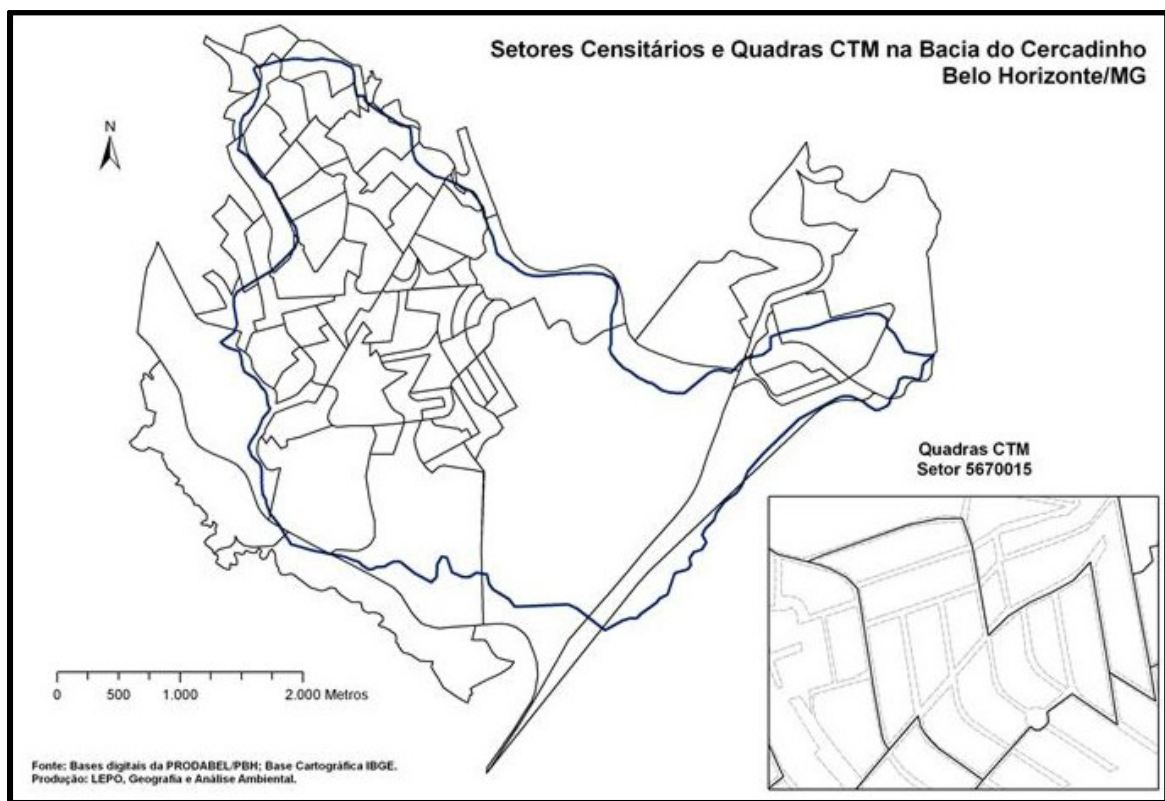 Setores Censitários e Quadras CTM na Bacia do Cercadinho
Belo Horizonte/MG
N
Quadras CTM
Setor 5670015
0 500 1.000 2.000 Metros
Fonte: Bases digitais da PRODABEL/PBH; Base Cartográfica IBGE.
Produção: LEPO, Geografia e Análise Ambiental.